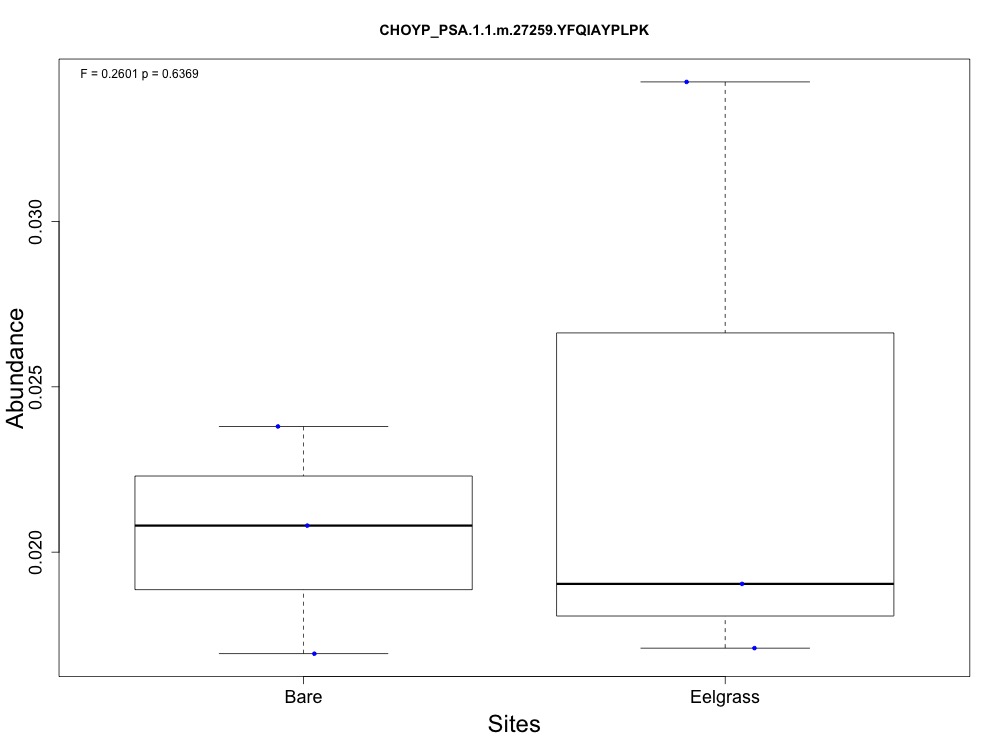 CHOYP_PSA.1.1.m.27259.YFQIAYPLPK
F = 0.2601 p = 0.6369
Abundance
0.030
0.025
0.020
Bare
Eelgrass
Sites